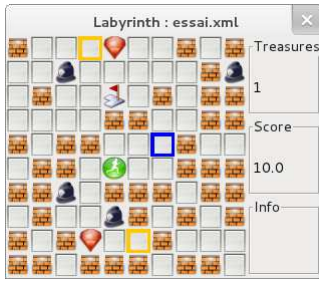 Labyrinth : essai.xml
Treasures
1
Score
10.0
Info